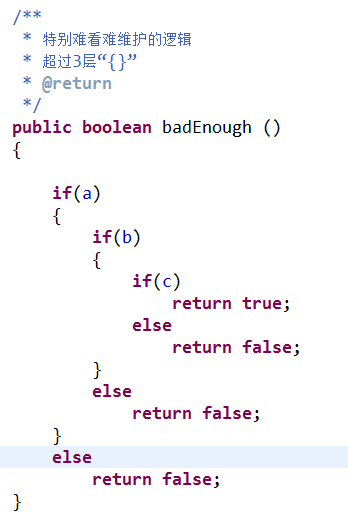 /**
 * 特别难看难维护的逻辑
 * 超过3层“{}”
 * @return
 */
public boolean badEnough ()
{
    if(a)
    {
        if(b)
        {
            if(c)
                return true;
            else
                return false;
        }
        else
            return false;
    }
    else
        return false;
}